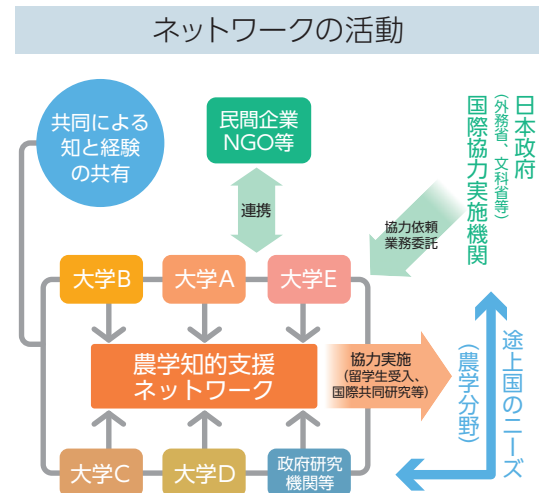 ネットワークの活動
共同による
知と経験
の共有
民間企業
NGO等
日本政府
(外務省、文科省等)
国際協力実施機関
連携
協力依頼
業務委託
大学B
大学A
大学E
農学知的支援
ネットワーク
協力実施
(留学生受入、
国際共同研究等)
途上国のニーズ
(農学分野)
大学C
大学D
政府研究
機関等